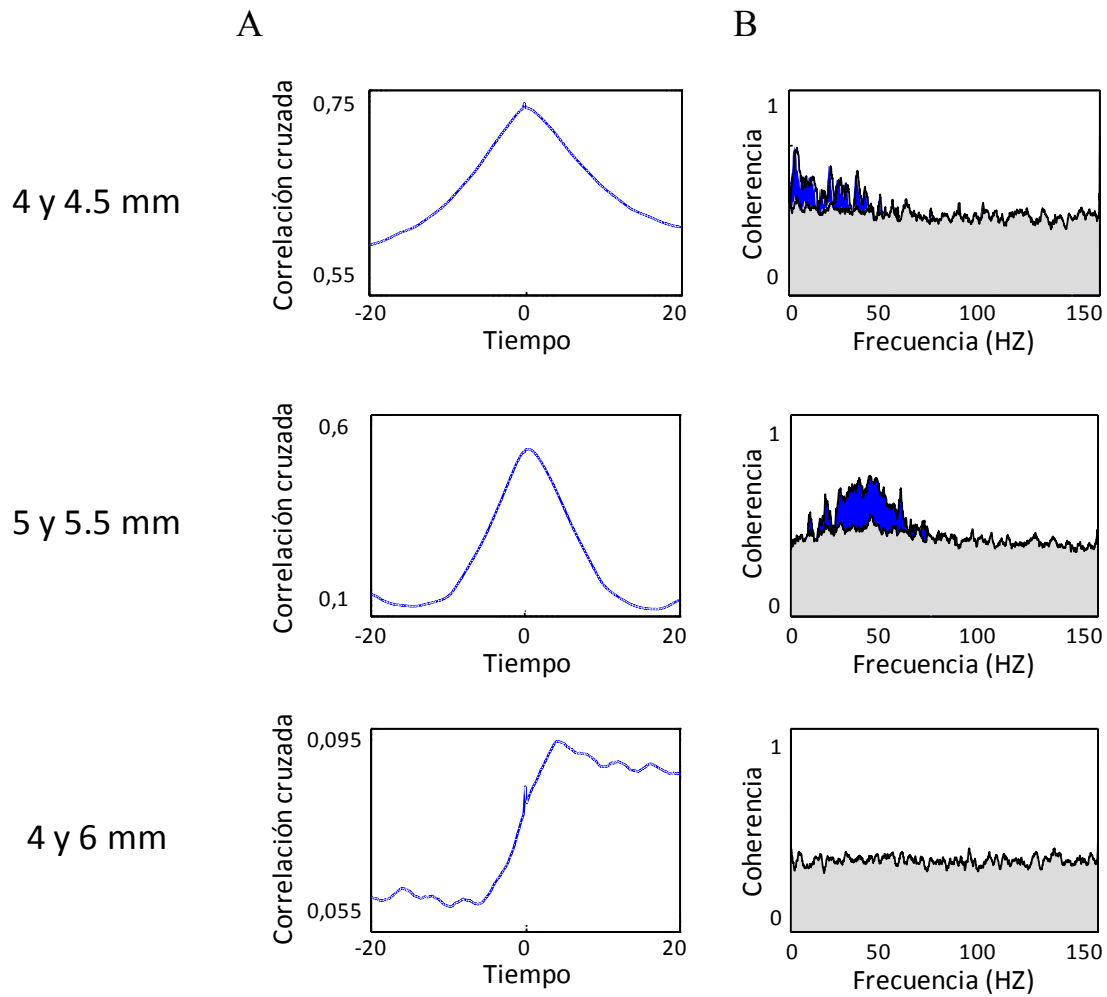 A
B
4 y 4.5 mm
Correlación cruzada
0,75
0,55
-20 0 20
Tiempo
Coherencia
1
0
0 50 100 150
Frecuencia (HZ)
5 y 5.5 mm
Correlación cruzada
0,6
0,1
-20 0 20
Tiempo
Coherencia
1
0
0 50 100 150
Frecuencia (HZ)
4 y 6 mm
Correlación cruzada
0,095
0,055
-20 0 20
Tiempo
Coherencia
1
0
0 50 100 150
Frecuencia (HZ)